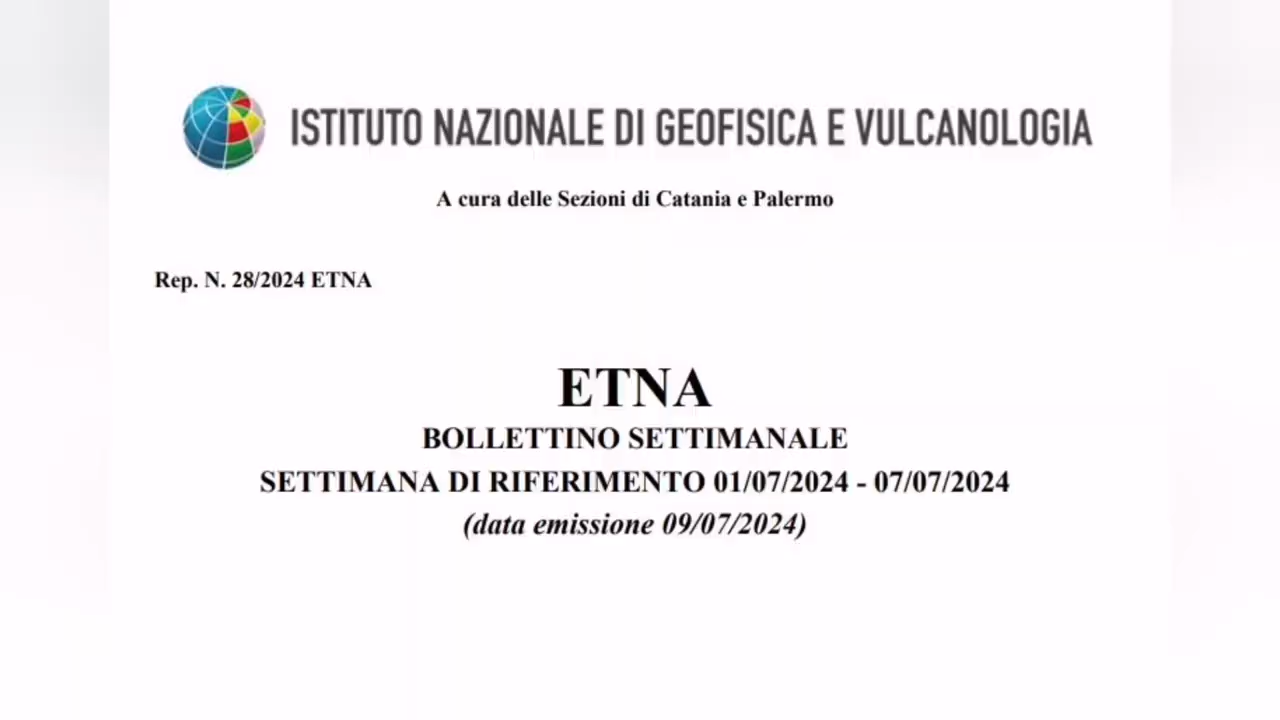 ISTITUTO NAZIONALE DI GEOFISICA E VULCANOLOGIA
A cura delle Sezioni di Catania e Palermo
Rep. N. 28/2024 ETNA
ETNA
BOLLETTINO SETTIMANALE
SETTIMANA DI RIFERIMENTO 01/07/2024 - 07/07/2024
(data emissione 09/07/2024)